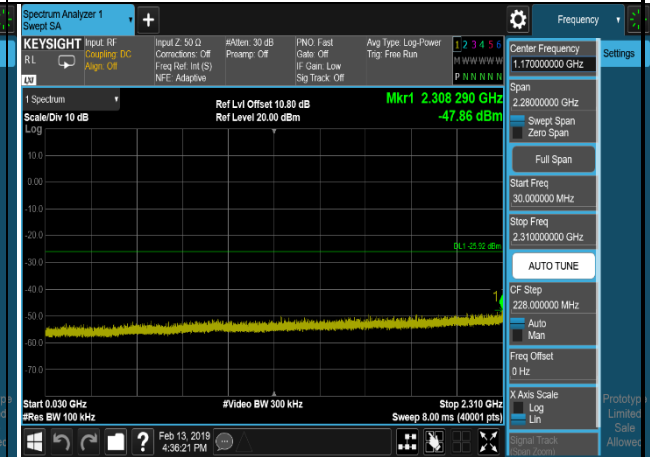 Spectrum Analyzer 1
Swept SA
Frequency
KEYSIGHT
RL
LXI
Input: RF
Coupling: DC
Align: Off
Input Z: 50 Ω
Corrections: Off
Freq Ref: Int (S)
NFE: Adaptive
#Atten: 30 dB
Preamp: Off
PNO: Fast
Gate: Off
IF Gain: Low
Sig Track: Off
Avg Type: Log-Power
Trig: Free Run
1 2 3 4 5 6
M W W W W W
P N N N N N
1 Spectrum
Scale/Div 10 dB
Log
Ref Lvl Offset 10.80 dB
Ref Level 20.00 dBm
Mkr1 2.308 290 GHz
-47.86 dBm
10.0
0.00
-10.0
-20.0
DL1 -25.92 dBm
-30.0
-40.0
1
-50.0
-60.0
-70.0
Start 0.030 GHz
#Res BW 100 kHz
#Video BW 300 kHz
Stop 2.310 GHz
Sweep 8.00 ms (40001 pts)
Feb 13, 2019
4:36:21 PM
Center Frequency
1.170000000 GHz
Span
2.28000000 GHz
Swept Span
Zero Span
Full Span
Start Freq
30.000000 MHz
Stop Freq
2.310000000 GHz
AUTO TUNE
CF Step
228.000000 MHz
Auto
Man
Freq Offset
0 Hz
X Axis Scale
Log
Lin
Signal Track
(Span Zoom)
Settings
Prototype
Limited
Sale
Allowed